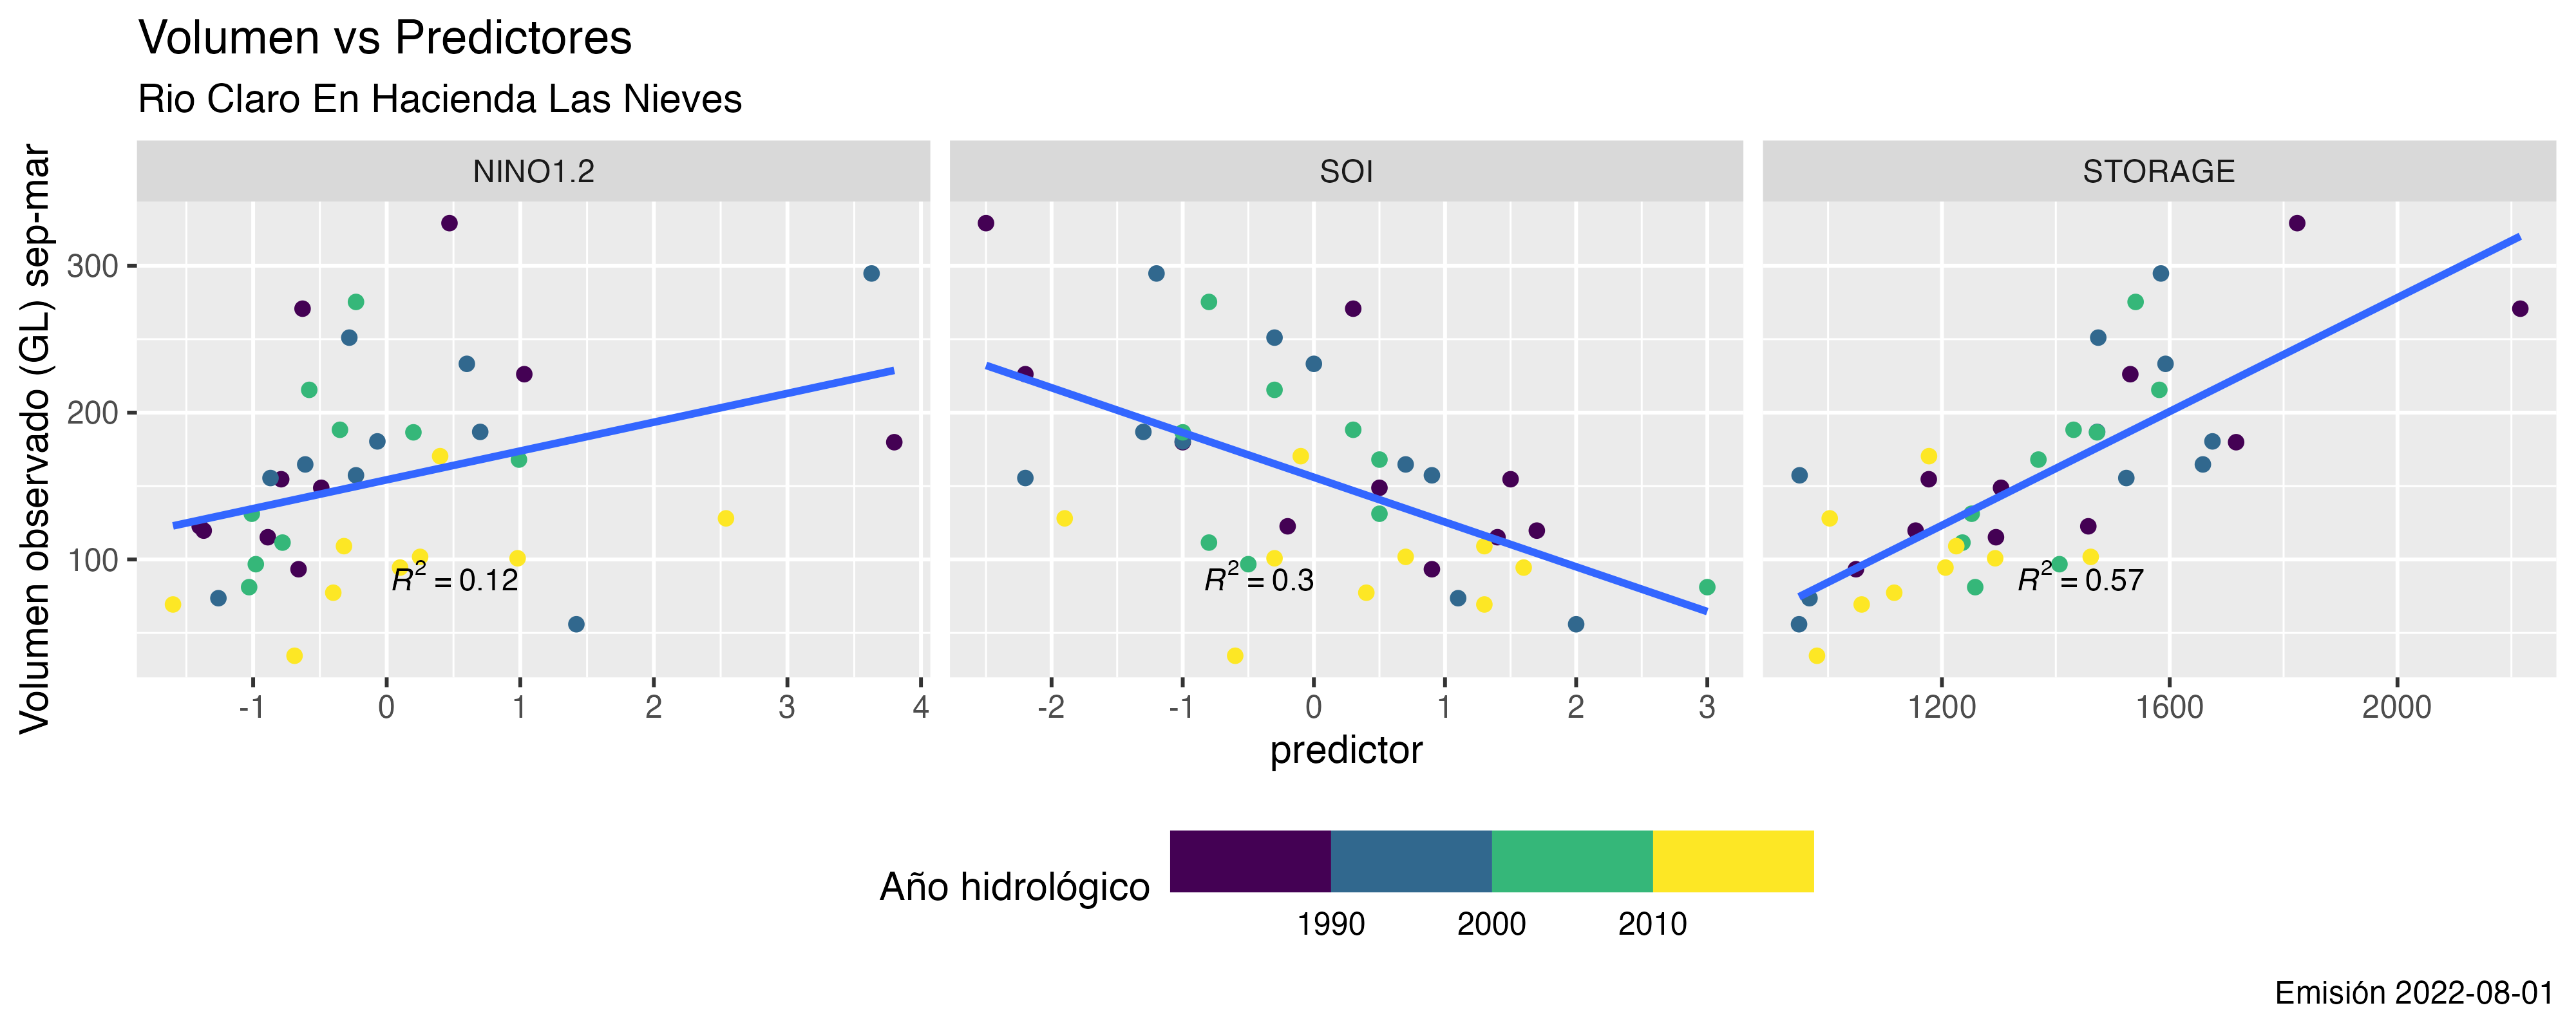 Volumen vs Predictores
Rio Claro En Hacienda Las Nieves
Volumen observado (GL) sep-mar
NINO1.2
SOI
STORAGE
300
200
100
R² = 0.12
R² = 0.3
R² = 0.57
-1 0 1 2 3 4
-2 -1 0 1 2 3
1200 1600 2000
predictor
Año hidrológico
1990 2000 2010
Emisión 2022-08-01